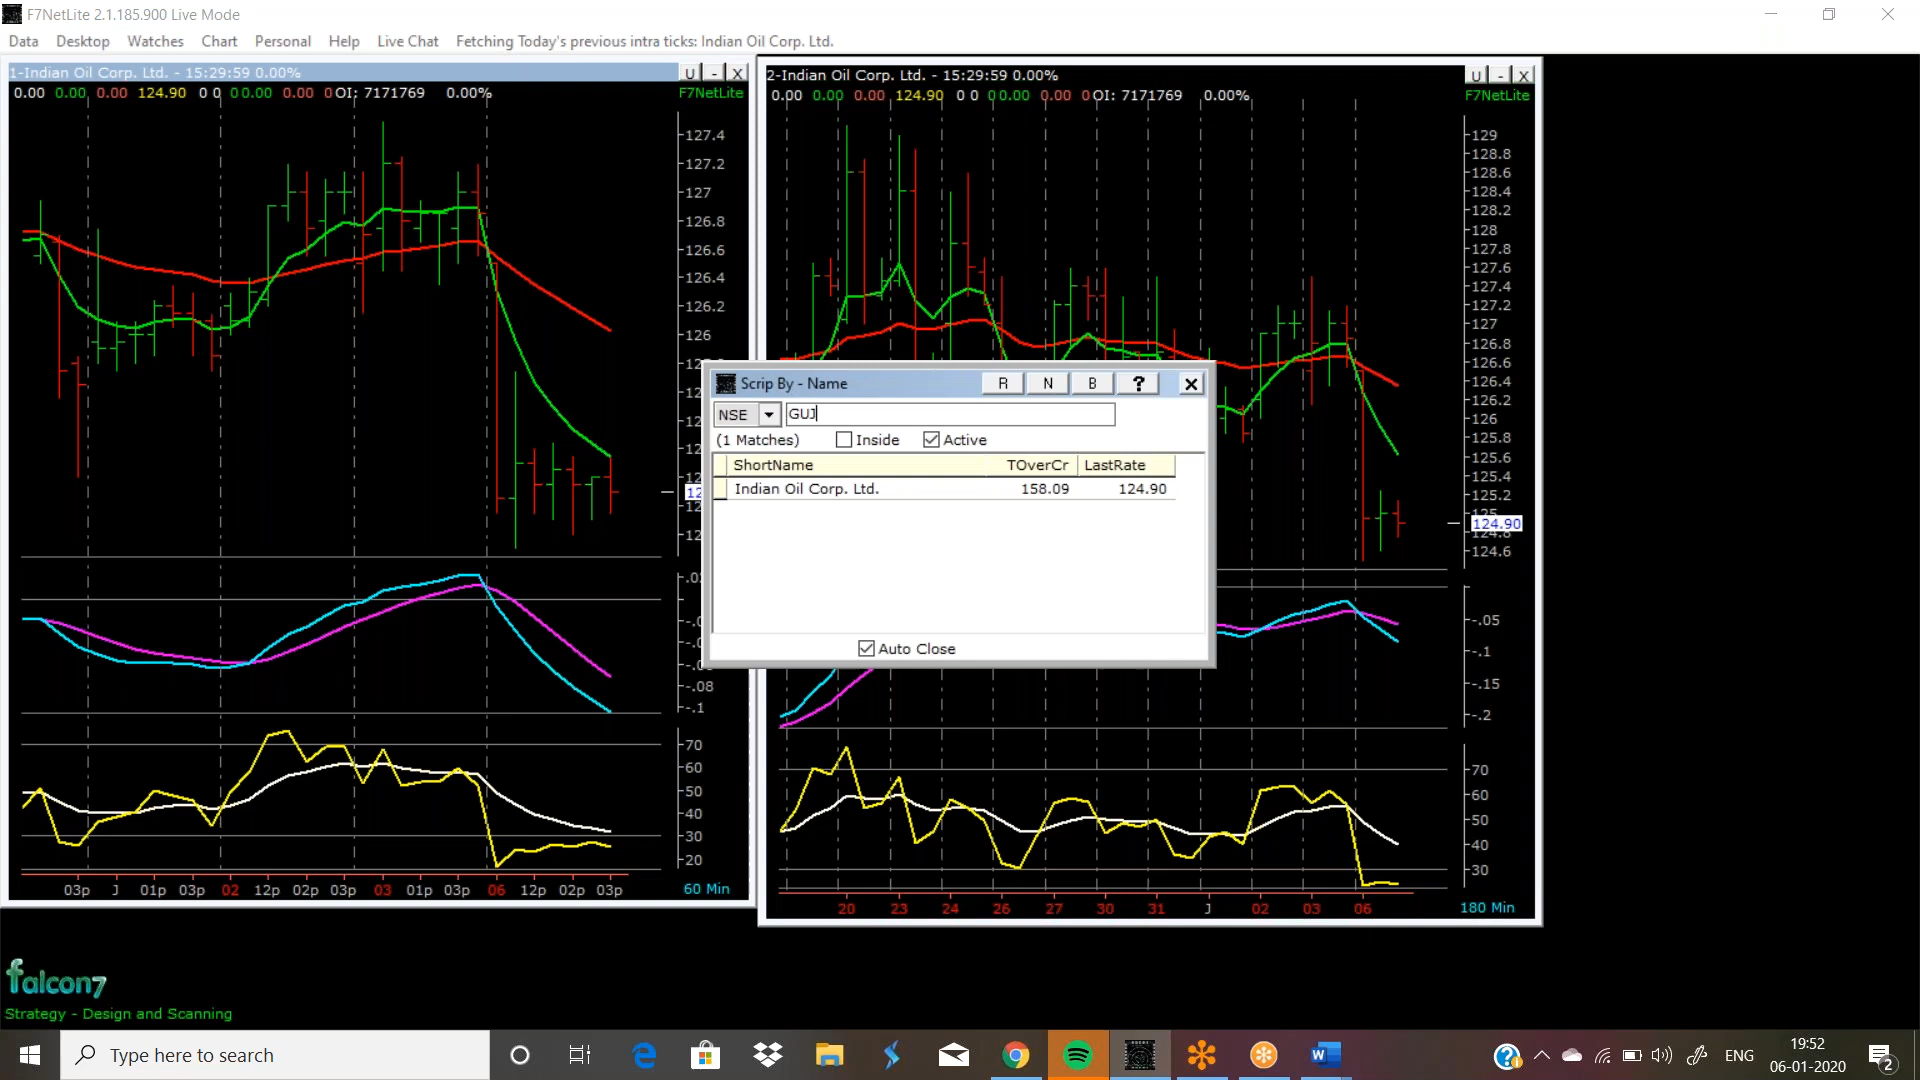 F7NetLite 2.1.185.900 Live Mode
Data Desktop Watches Chart Personal Help Live Chat Fetching Today's previous intra ticks: Indian Oil Corp. Ltd.
1-Indian Oil Corp. Ltd. - 15:29:59 0.00% U - X
0.00 0.00 0.00 124.90 0 0 0 0.00 0.00 0 OI: 7171769 0.00% F7NetLite
127.4
127.2
127
126.8
126.6
126.4
126.2
126
-.08
-.1
70
60
50
40
30
20
03p J 01p 03p 02 12p 02p 03p 03 01p 03p 06 12p 02p 03p 60 Min
2-Indian Oil Corp. Ltd. - 15:29:59 0.00% U - X
0.00 0.00 0.00 124.90 0 0 0 0.00 0.00 0 OI: 7171769 0.00% F7NetLite
129
128.8
128.6
128.4
128.2
128
127.8
127.6
127.4
127.2
127
126.8
126.6
126.4
126.2
126
125.8
125.6
125.4
125.2
125
124.90
124.8
124.6
-.05
-.1
-.15
-.2
70
60
50
40
30
20 23 24 26 27 30 31 J 02 03 06 180 Min
Scrip By - Name R N B ? X
NSE GUJ
(1 Matches) Inside Active
ShortName TOverCr LastRate
Indian Oil Corp. Ltd. 158.09 124.90
Auto Close
falcon7
Strategy - Design and Scanning
Type here to search
ENG
19:52
06-01-2020
2